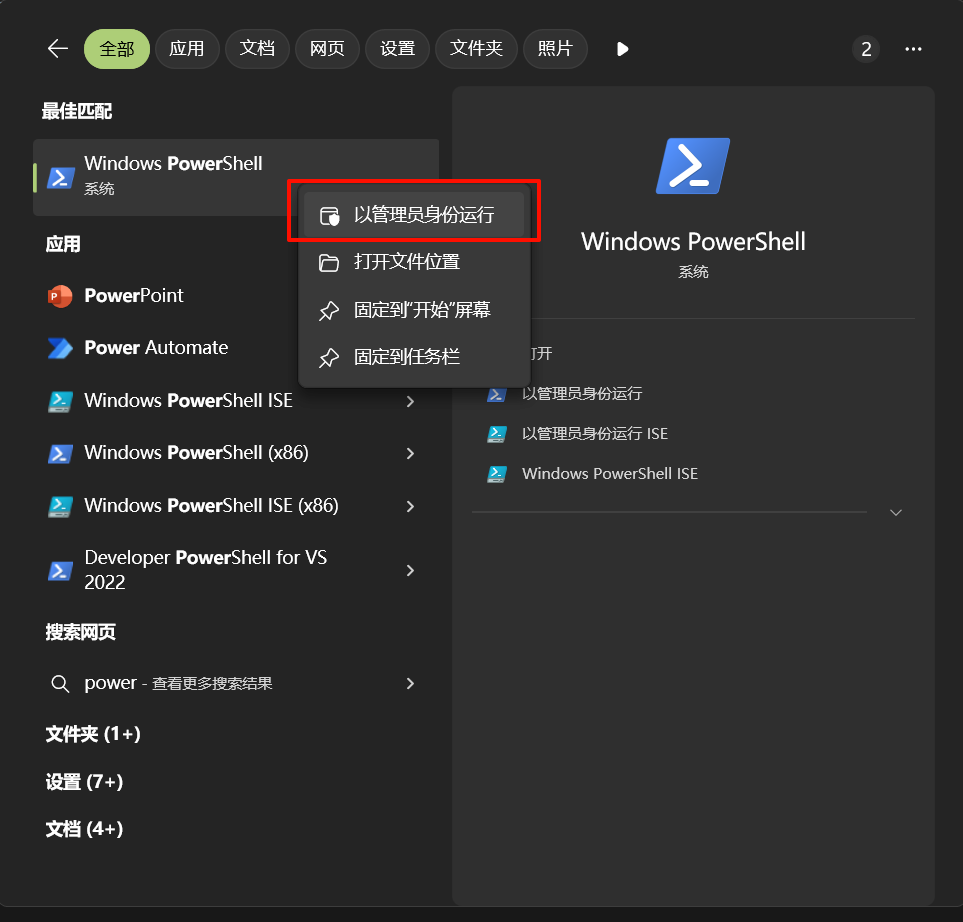 全部
应用
文档
网页
设置
文件夹
照片
2
最佳匹配
Windows PowerShell
系统
应用
PowerPoint
Power Automate
Windows PowerShell ISE
Windows PowerShell (x86)
Windows PowerShell ISE (x86)
Developer PowerShell for VS
2022
搜索网页
power - 查看更多搜索结果
文件夹 (1+)
设置 (7+)
文档 (4+)
以管理员身份运行
打开文件位置
固定到“开始”屏幕
固定到任务栏
Windows PowerShell
系统
打开
以管理员身份运行
以管理员身份运行 ISE
Windows PowerShell ISE